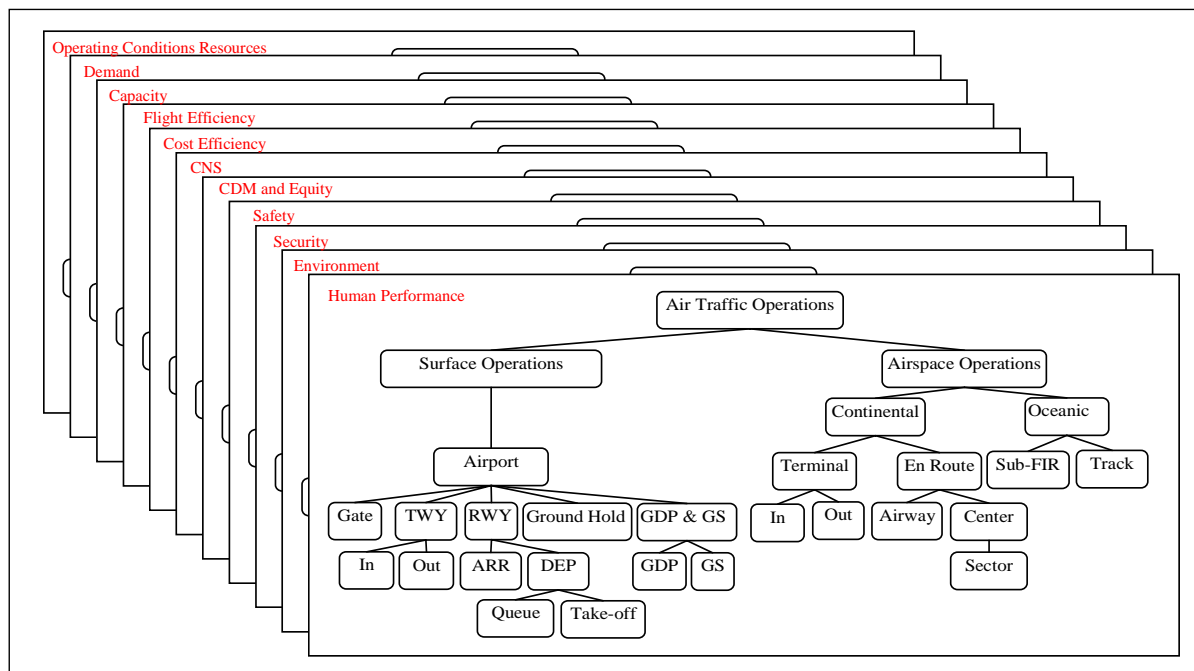 Operating Conditions Resources
Demand
Capacity
Flight Efficiency
Cost Efficiency
CNS
CDM and Equity
Safety
Security
Environment
Human Performance
Air Traffic Operations
Surface Operations
Airspace Operations
Continental
Oceanic
Airport
Terminal
En Route
Sub-FIR
Track
Gate
TWY
RWY
Ground Hold
GDP & GS
In
Out
Airway
Center
In
Out
ARR
DEP
GDP
GS
Sector
Queue
Take-off